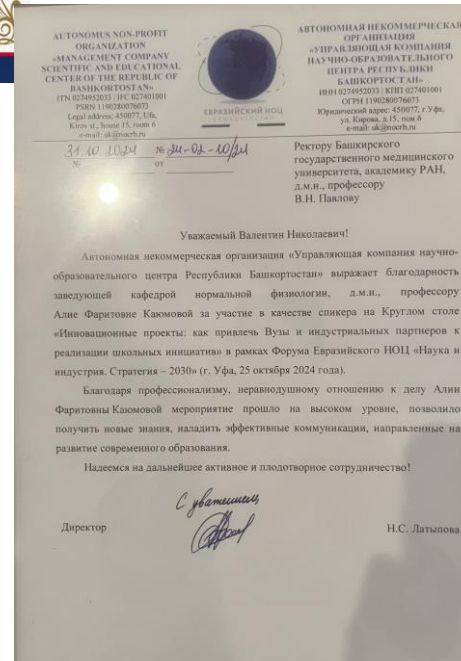 AUTONOMUS NON-PROFIT
ORGANIZATION
«MANAGEMENT COMPANY
SCIENTIFIC AND EDUCATIONAL
CENTER OF THE REPUBLIC OF
BASHKORTOSTAN»
ITN 0274952033 : IFC 027401001
PSRN 1190280076073
Legal address: 450077, Ufa,
Kirov st., house 15, room 6
e-mail: uk@nocrb.ru
ЕВРАЗИЙСКИЙ НОЦ
БАШКОРТОСТАН
АВТОНОМНАЯ НЕКОММЕРЧЕСКАЯ
ОРГАНИЗАЦИЯ
«УПРАВЛЯЮЩАЯ КОМПАНИЯ
НАУЧНО-ОБРАЗОВАТЕЛЬНОГО
ЦЕНТРА РЕСПУБЛИКИ
БАШКОРТОСТАН»
ИНН 0274952033 : КПП 027401001
ОГРН 1190280076073
Юридический адрес: 450077, г.Уфа,
ул. Кирова, д.15, пом.6
e-mail: uk@nocrb.ru
31.10.2024 № 24-02-10/24
№ от
Ректору Башкирского
государственного медицинского
университета, академику РАН,
д.м.н., профессору
В.Н. Павлову
Уважаемый Валентин Николаевич!
Автономная некоммерческая организация «Управляющая компания научно-
образовательного центра Республики Башкортостан» выражает благодарность
заведующей кафедрой нормальной физиологии, д.м.н., профессору
Алие Фаритовне Каюмовой за участие в качестве спикера на Круглом столе
«Инновационные проекты: как привлечь Вузы и индустриальных партнеров к
реализации школьных инициатив» в рамках Форума Евразийского НОЦ «Наука и
индустрия. Стратегия – 2030» (г. Уфа, 25 октября 2024 года).
Благодаря профессионализму, неравнодушному отношению к делу Алии
Фаритовны Каюмовой мероприятие прошло на высоком уровне, позволило
получить новые знания, наладить эффективные коммуникации, направленные на
развитие современного образования.
Надеемся на дальнейшее активное и плодотворное сотрудничество!
С уважением,
Директор Н.С. Латыпова